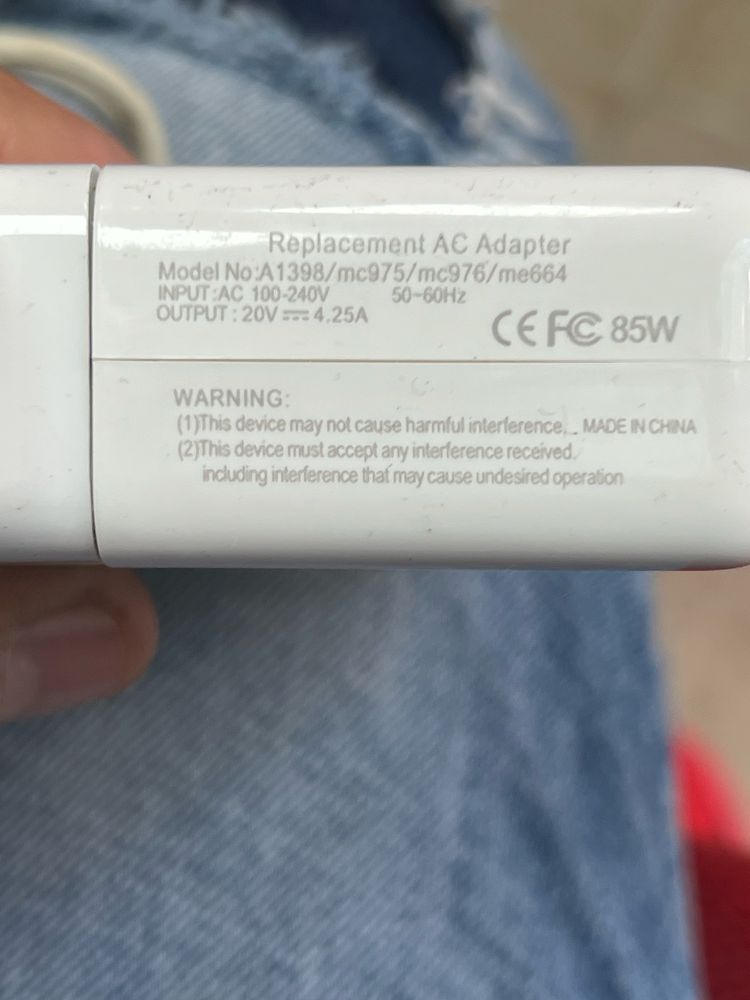 Replacement AC Adapter
Model No:A1398/mc975/mc976/me664
INPUT:AC 100-240V 50-60Hz
OUTPUT : 20V ⎓ 4.25A
CE FC 85W
WARNING:
(1)This device may not cause harmful interference, MADE IN CHINA
(2)This device must accept any interference received.
including interference that may cause undesired operation